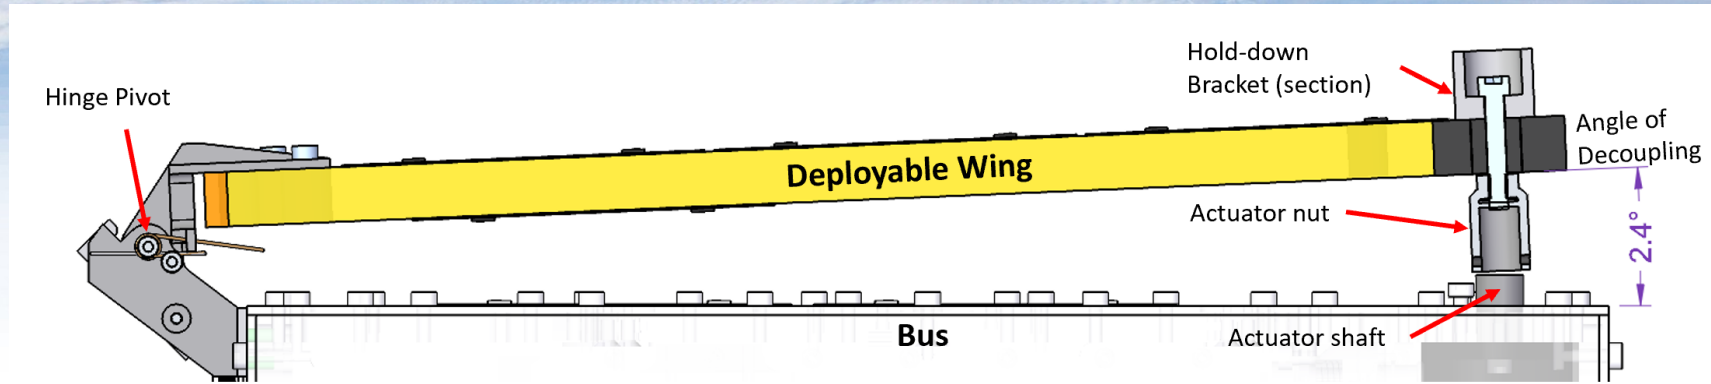 Hold-down
Bracket (section)
Hinge Pivot
Angle of
Decoupling
Deployable Wing
Actuator nut
2.4°
Bus
Actuator shaft